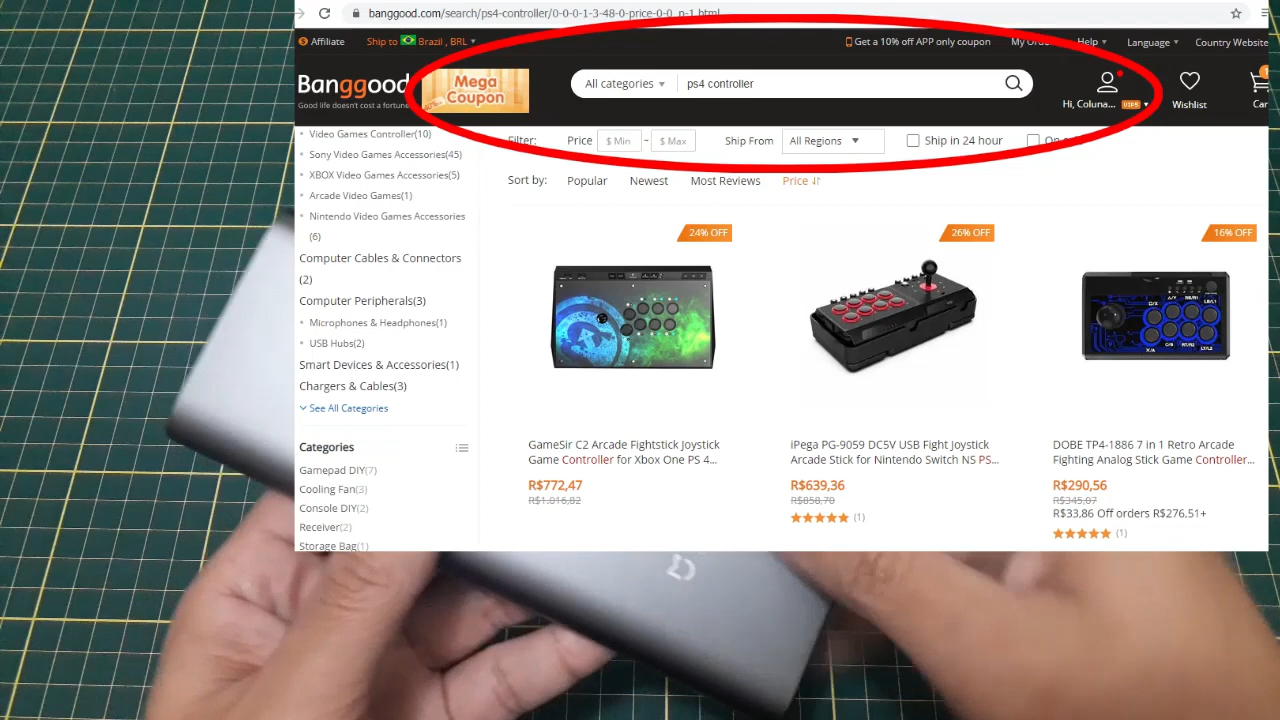 banggood.com/search/ps4-controller/0-0-0-1-3-48-0-price-0-0_p-1.html
Affiliate
Ship to Brazil , BRL
Get a 10% off APP only coupon
Help
Language
Country Website
Banggood
Good life doesn't cost a fortune
Mega
Coupon
All categories
ps4 controller
Hi, Coluna...
VIP5
Wishlist
Filter:
Price
$ Min
-
$ Max
Ship From
All Regions
Ship in 24 hour
Sort by:
Popular
Newest
Most Reviews
Price
Video Games Controller(10)
Sony Video Games Accessories(45)
XBOX Video Games Accessories(5)
Arcade Video Games(1)
Nintendo Video Games Accessories
(6)
Computer Cables & Connectors
(2)
Computer Peripherals(3)
Microphones & Headphones(1)
USB Hubs(2)
Smart Devices & Accessories(1)
Chargers & Cables(3)
See All Categories
Categories
Gamepad DIY(7)
Cooling Fan(3)
Console DIY(2)
Receiver(2)
Storage Bag(1)
24% OFF
GameSir C2 Arcade Fightstick Joystick
Game Controller for Xbox One PS 4...
R$772,47
R$1.016,82
26% OFF
iPega PG-9059 DC5V USB Fight Joystick
Arcade Stick for Nintendo Switch NS PS...
R$639,36
R$858,70
(1)
16% OFF
DOBE TP4-1886 7 in 1 Retro Arcade
Fighting Analog Stick Game Controller...
R$290,56
R$345,07
R$33,86 Off orders R$276,51+
(1)